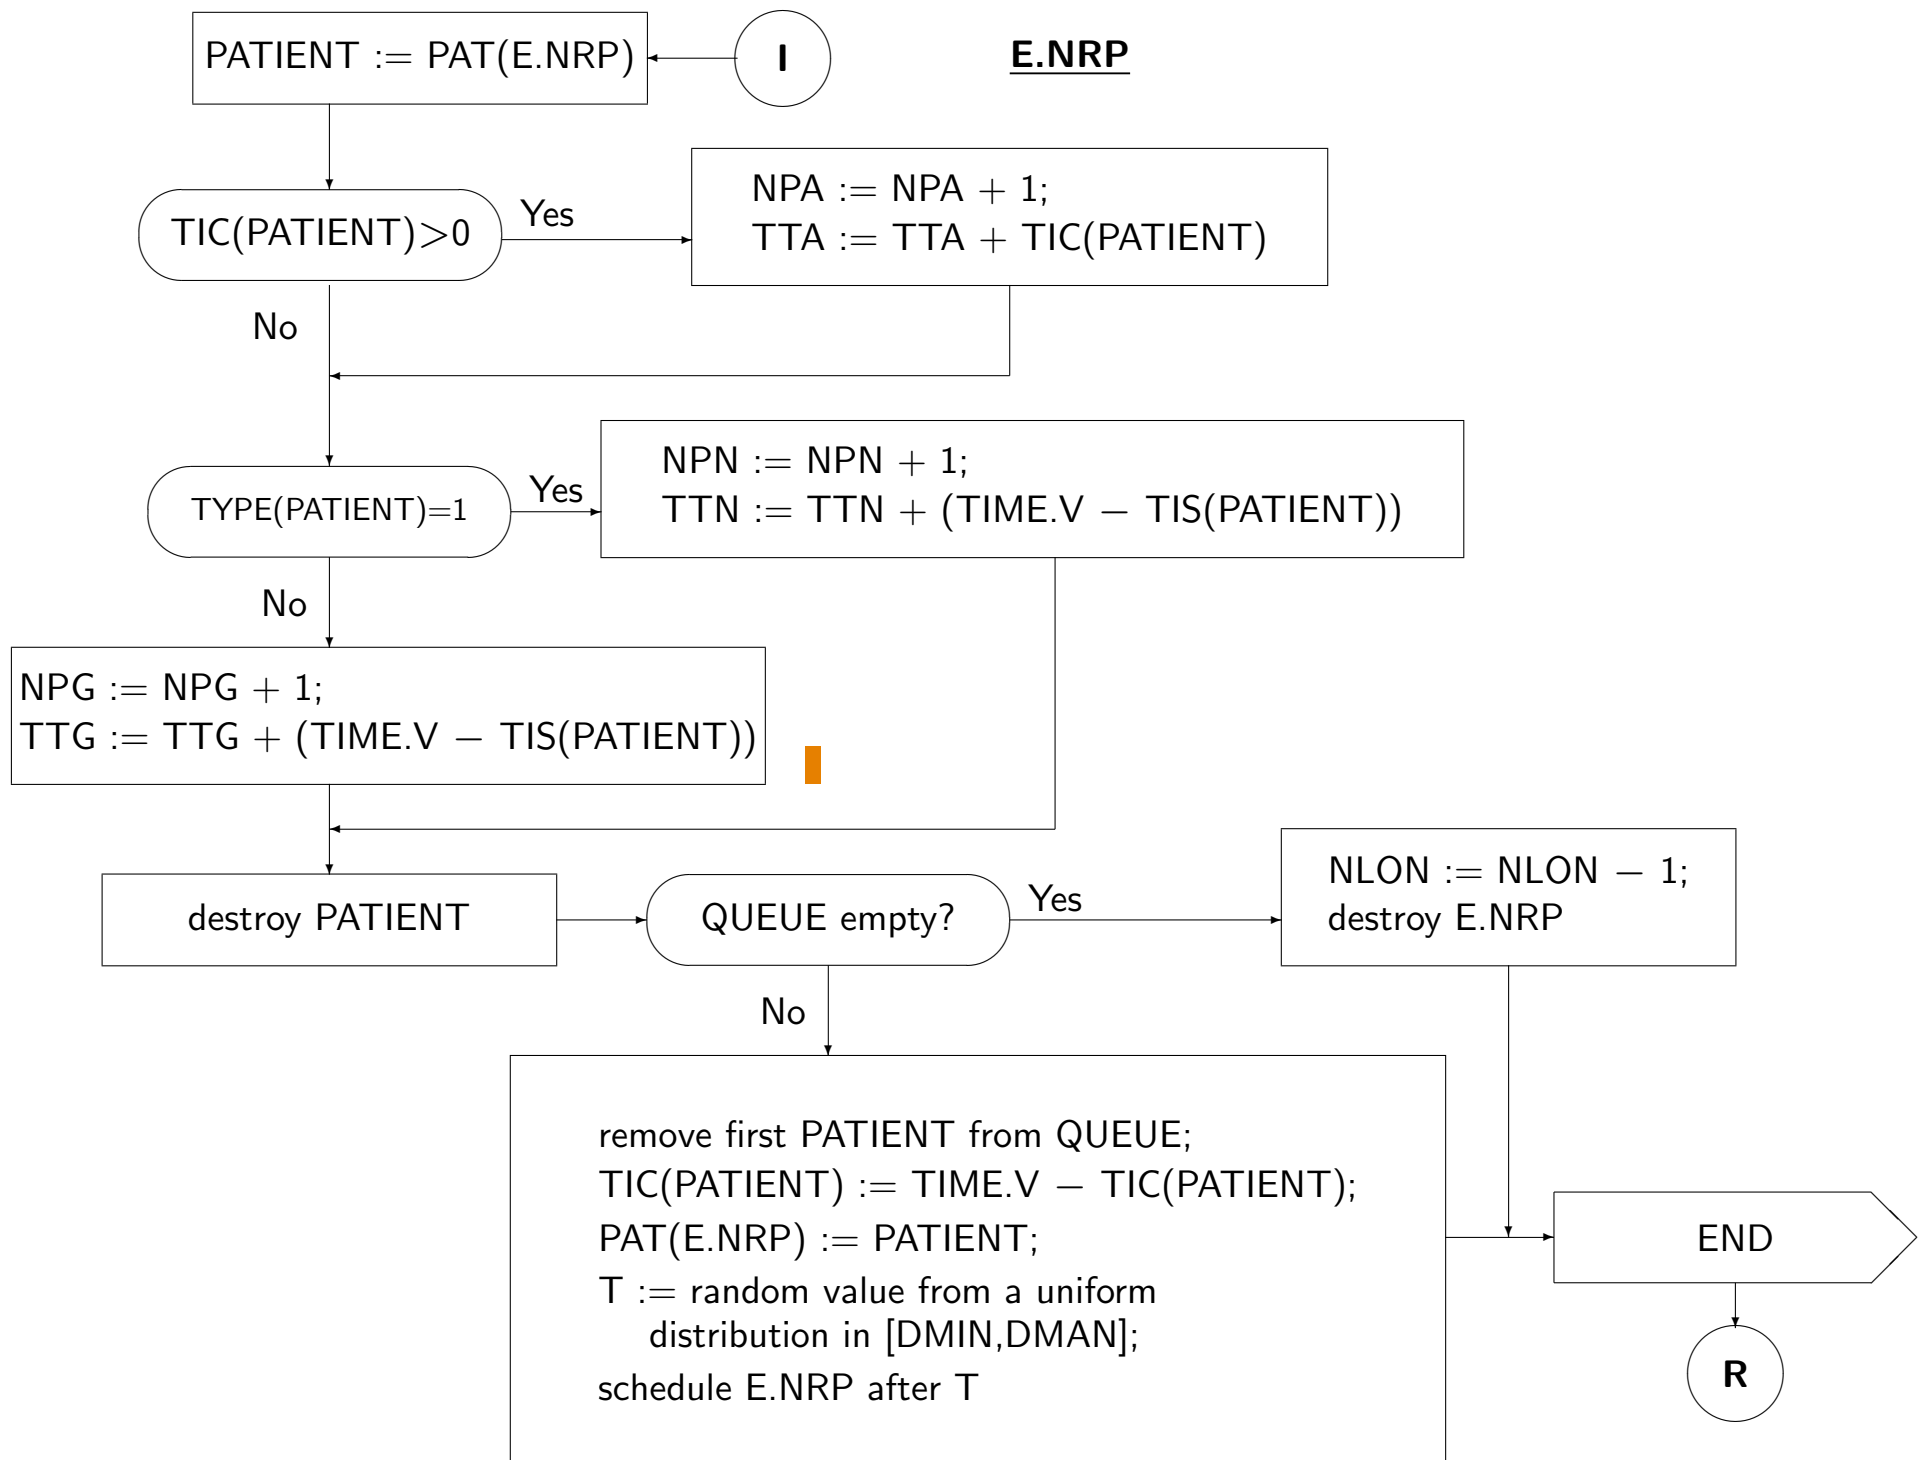 PATIENT := PAT(E.NRP)
I
E.NRP
TIC(PATIENT)>0
Yes
NPA := NPA + 1;
TTA := TTA + TIC(PATIENT)
No
TYPE(PATIENT)=1
Yes
NPN := NPN + 1;
TTN := TTN + (TIME.V − TIS(PATIENT))
No
NPG := NPG + 1;
TTG := TTG + (TIME.V − TIS(PATIENT))
destroy PATIENT
QUEUE empty?
Yes
NLON := NLON − 1;
destroy E.NRP
No
remove first PATIENT from QUEUE;
TIC(PATIENT) := TIME.V − TIC(PATIENT);
PAT(E.NRP) := PATIENT;
T := random value from a uniform
distribution in [DMIN,DMAN];
schedule E.NRP after T
END
R